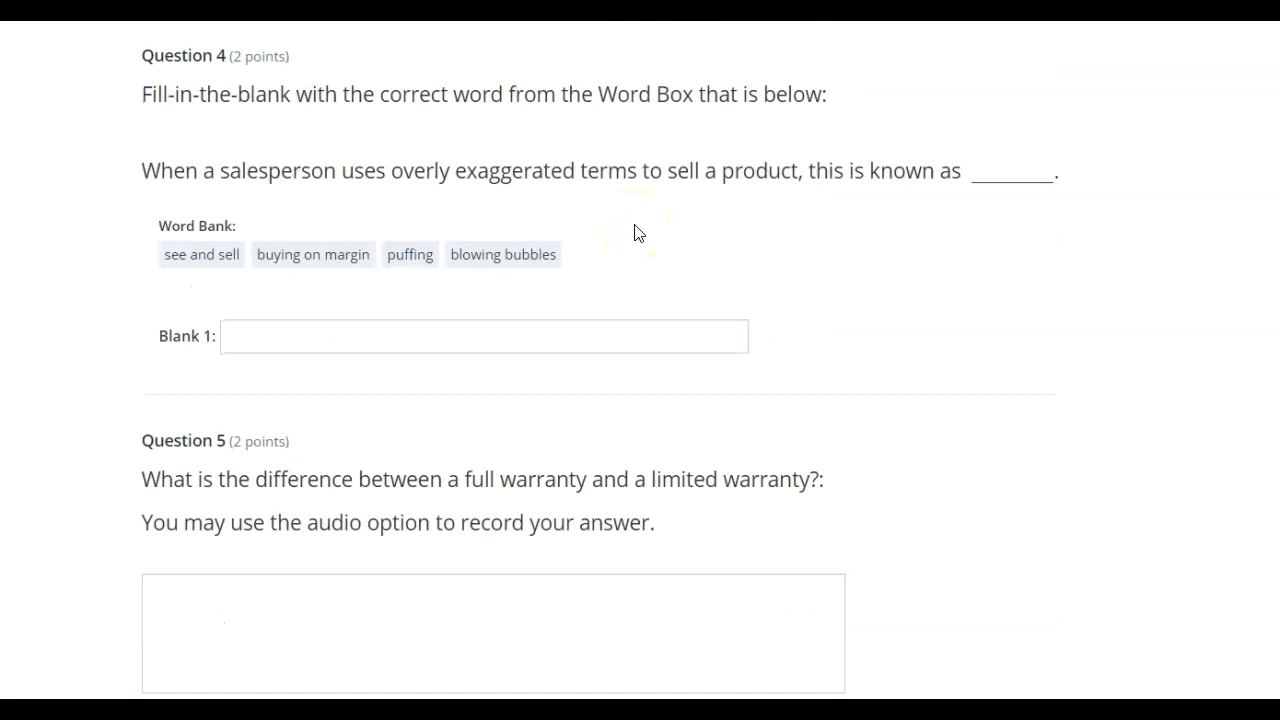 Question 4 (2 points)
Fill-in-the-blank with the correct word from the Word Box that is below:
When a salesperson uses overly exaggerated terms to sell a product, this is known as ________.
Word Bank:
see and sell buying on margin puffing blowing bubbles
Blank 1:
Question 5 (2 points)
What is the difference between a full warranty and a limited warranty?:
You may use the audio option to record your answer.